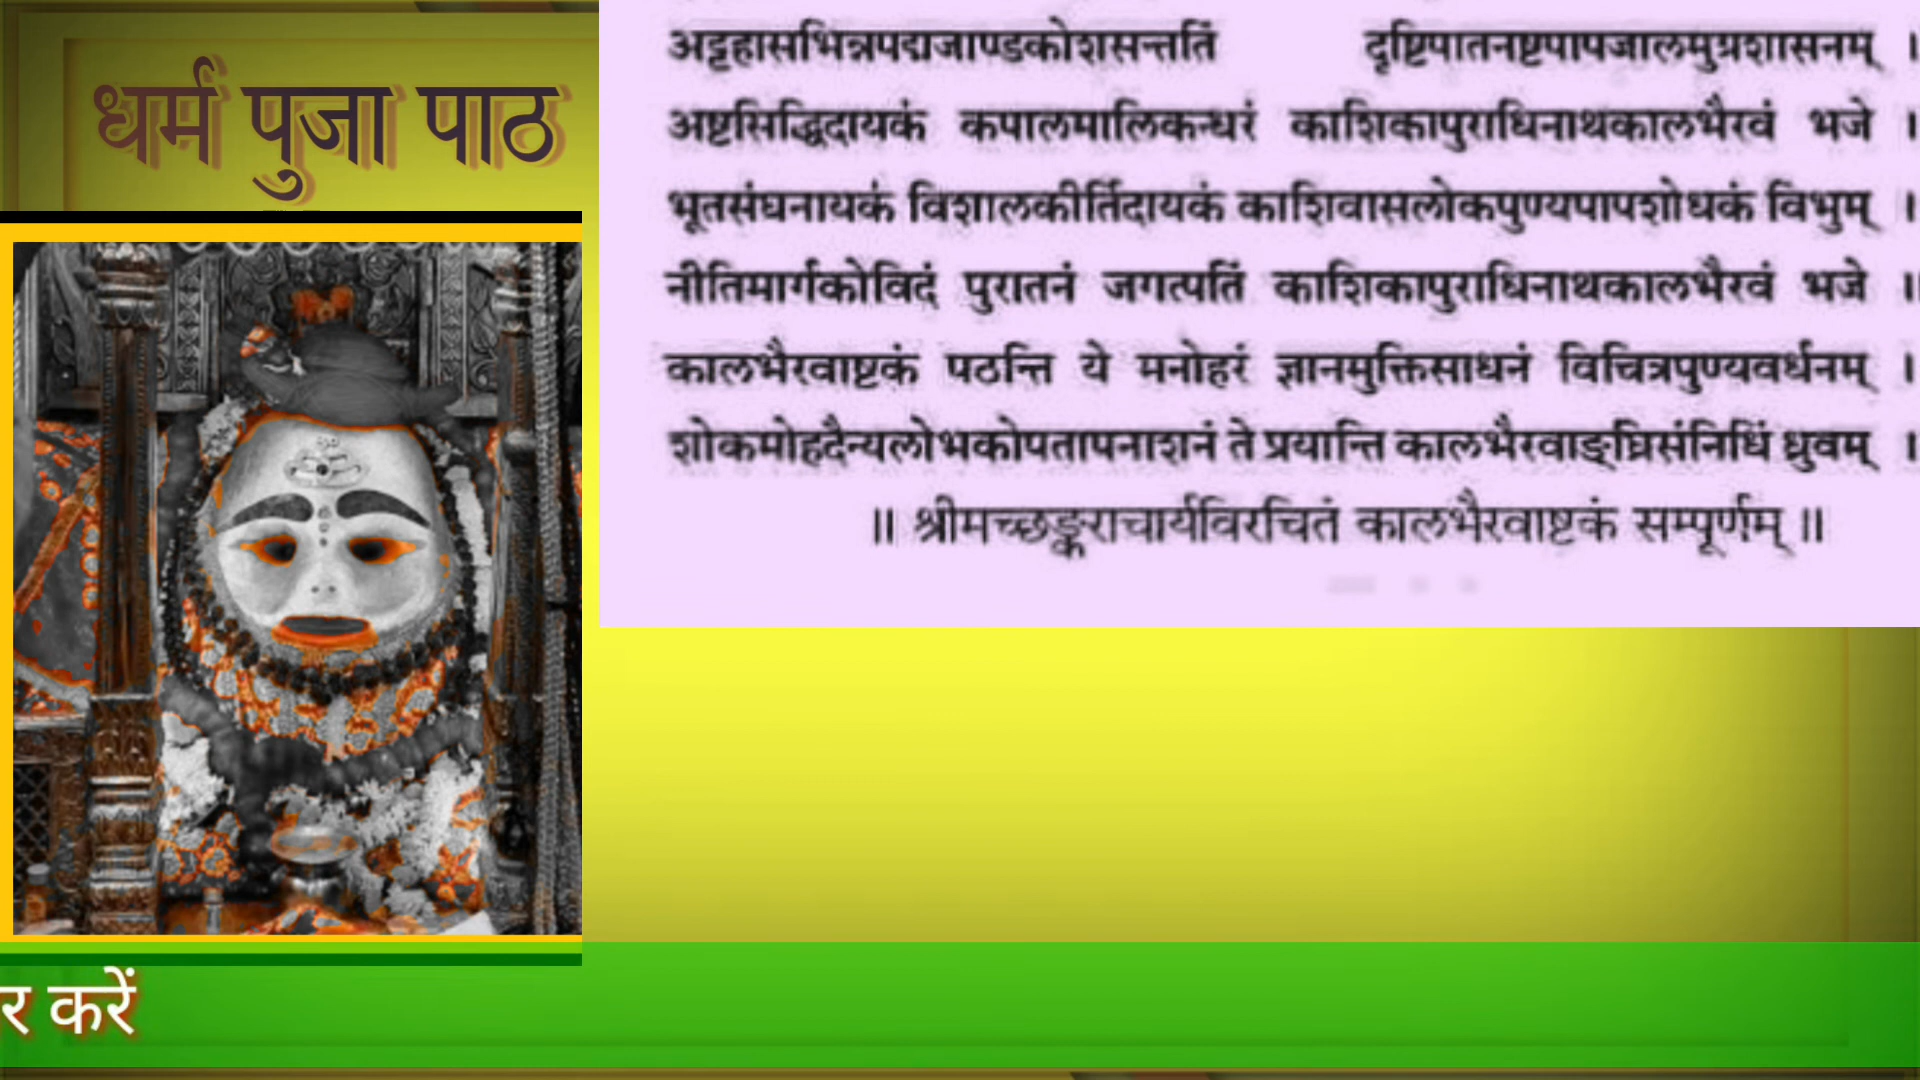 धर्म पुजा पाठ
अट्टहासभिन्नपद्मजाण्डकोशसन्ततिं दृष्टिपातनष्टपापजालमुग्रशासनम् ।
अष्टसिद्धिदायकं कपालमालिकन्धरं काशिकापुराधिनाथकालभैरवं भजे ।
भूतसंघनायकं विशालकीर्तिदायकं काशिवासलोकपुण्यपापशोधकं विभुम् ।
नीतिमार्गकोविदं पुरातनं जगत्पतिं काशिकापुराधिनाथकालभैरवं भजे ।।
कालभैरवाष्टकं पठन्ति ये मनोहरं ज्ञानमुक्तिसाधनं विचित्रपुण्यवर्धनम् ।
शोकमोहदैन्यलोभकोपतापनाशनं ते प्रयान्ति कालभैरवाङ्घ्रिसंनिधिं ध्रुवम् ।
॥ श्रीमच्छङ्कराचार्यविरचितं कालभैरवाष्टकं सम्पूर्णम् ॥
र करें